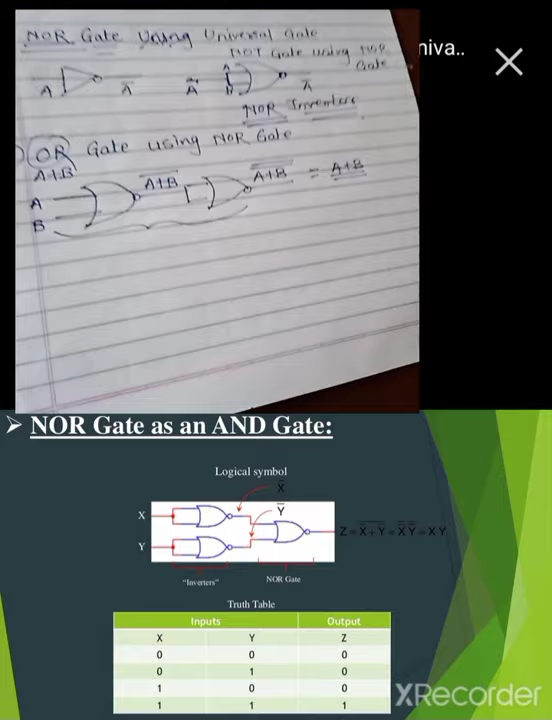 NOR Gate Using Universal Gate
niva..
NOT Gate using NOR
Gate
A
A̅
A̅
A
A̅
NOR Inverters
OR Gate using NOR Gate
A+B
A
B
A+B
A+B = A+B
➤ NOR Gate as an AND Gate:
Logical symbol
X̅
Y̅
X
Y
Z = X̅ + Y̅ = X̅ Y̅ = X Y
"Inverters"
NOR Gate
Truth Table
Inputs Output
X Y Z
0 0 0
0 1 0
1 0 0
1 1 1
XRecorder